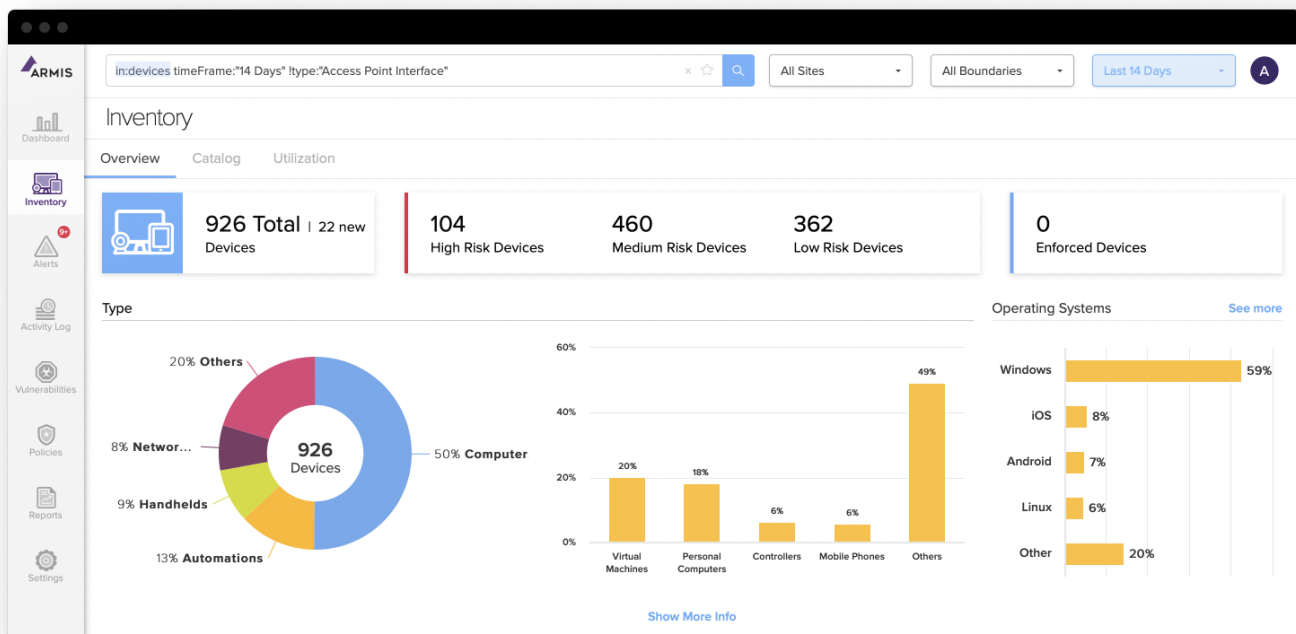 ARMIS
in:devices timeFrame:"14 Days" !type:"Access Point Interface"
All Sites
All Boundaries
Last 14 Days
A
Dashboard
Inventory
9+
Alerts
Activity Log
Vulnerabilities
Policies
Reports
Settings
Inventory
Overview Catalog Utilization
926 Total | 22 new
Devices
104
High Risk Devices
460
Medium Risk Devices
362
Low Risk Devices
0
Enforced Devices
Type
20% Others
8% Networ...
9% Handhelds
13% Automations
50% Computer
926
Devices
60%
40%
20%
0%
20%
18%
6%
6%
49%
Virtual
Machines
Personal
Computers
Controllers
Mobile Phones
Others
Show More Info
Operating Systems
See more
Windows 59%
iOS 8%
Android 7%
Linux 6%
Other 20%